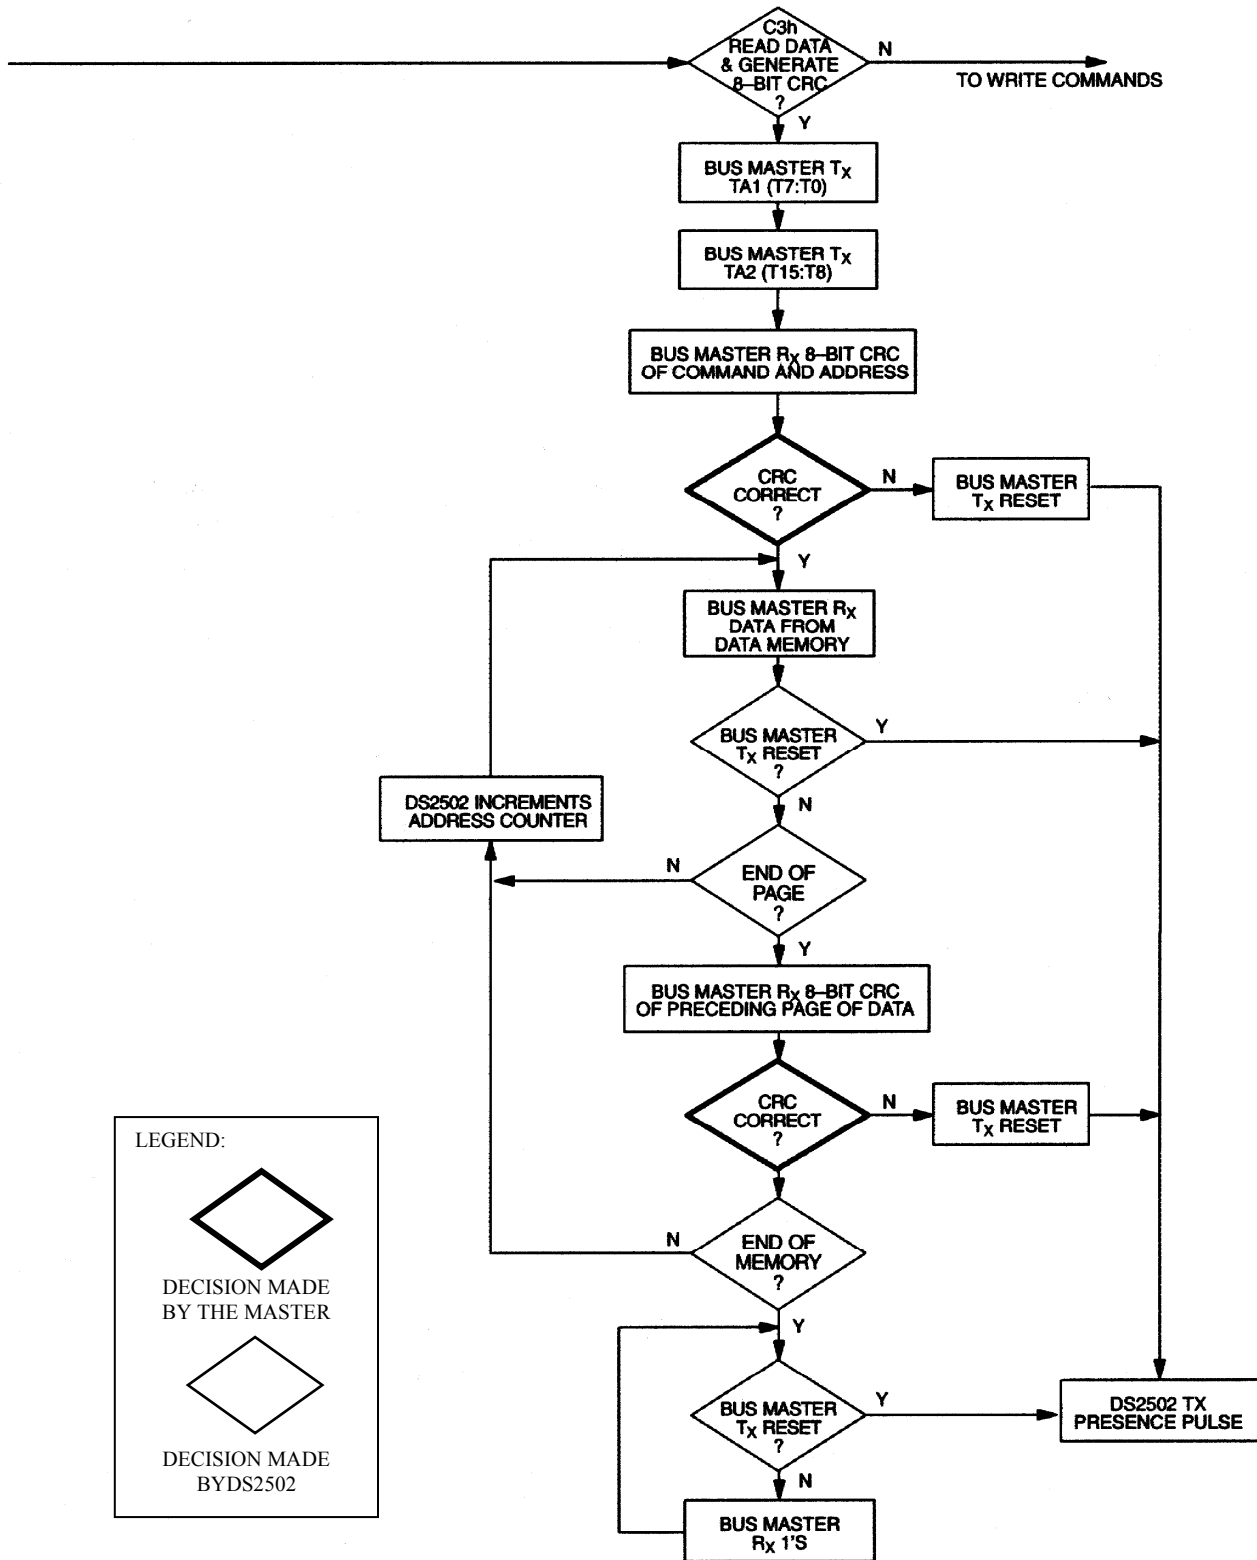 C3h
READ DATA
& GENERATE
8–BIT CRC
?
N
TO WRITE COMMANDS
Y
BUS MASTER TX
TA1 (T7:T0)
BUS MASTER TX
TA2 (T15:T8)
BUS MASTER RX 8–BIT CRC
OF COMMAND AND ADDRESS
CRC
CORRECT
?
N
BUS MASTER
TX RESET
Y
BUS MASTER RX
DATA FROM
DATA MEMORY
BUS MASTER
TX RESET
?
Y
N
DS2502 INCREMENTS
ADDRESS COUNTER
END OF
PAGE
?
N
Y
BUS MASTER RX 8–BIT CRC
OF PRECEDING PAGE OF DATA
CRC
CORRECT
?
N
BUS MASTER
TX RESET
END OF
MEMORY
?
N
Y
BUS MASTER
TX RESET
?
Y
DS2502 TX
PRESENCE PULSE
N
BUS MASTER
RX 1'S
LEGEND:
DECISION MADE
BY THE MASTER
DECISION MADE
BYDS2502